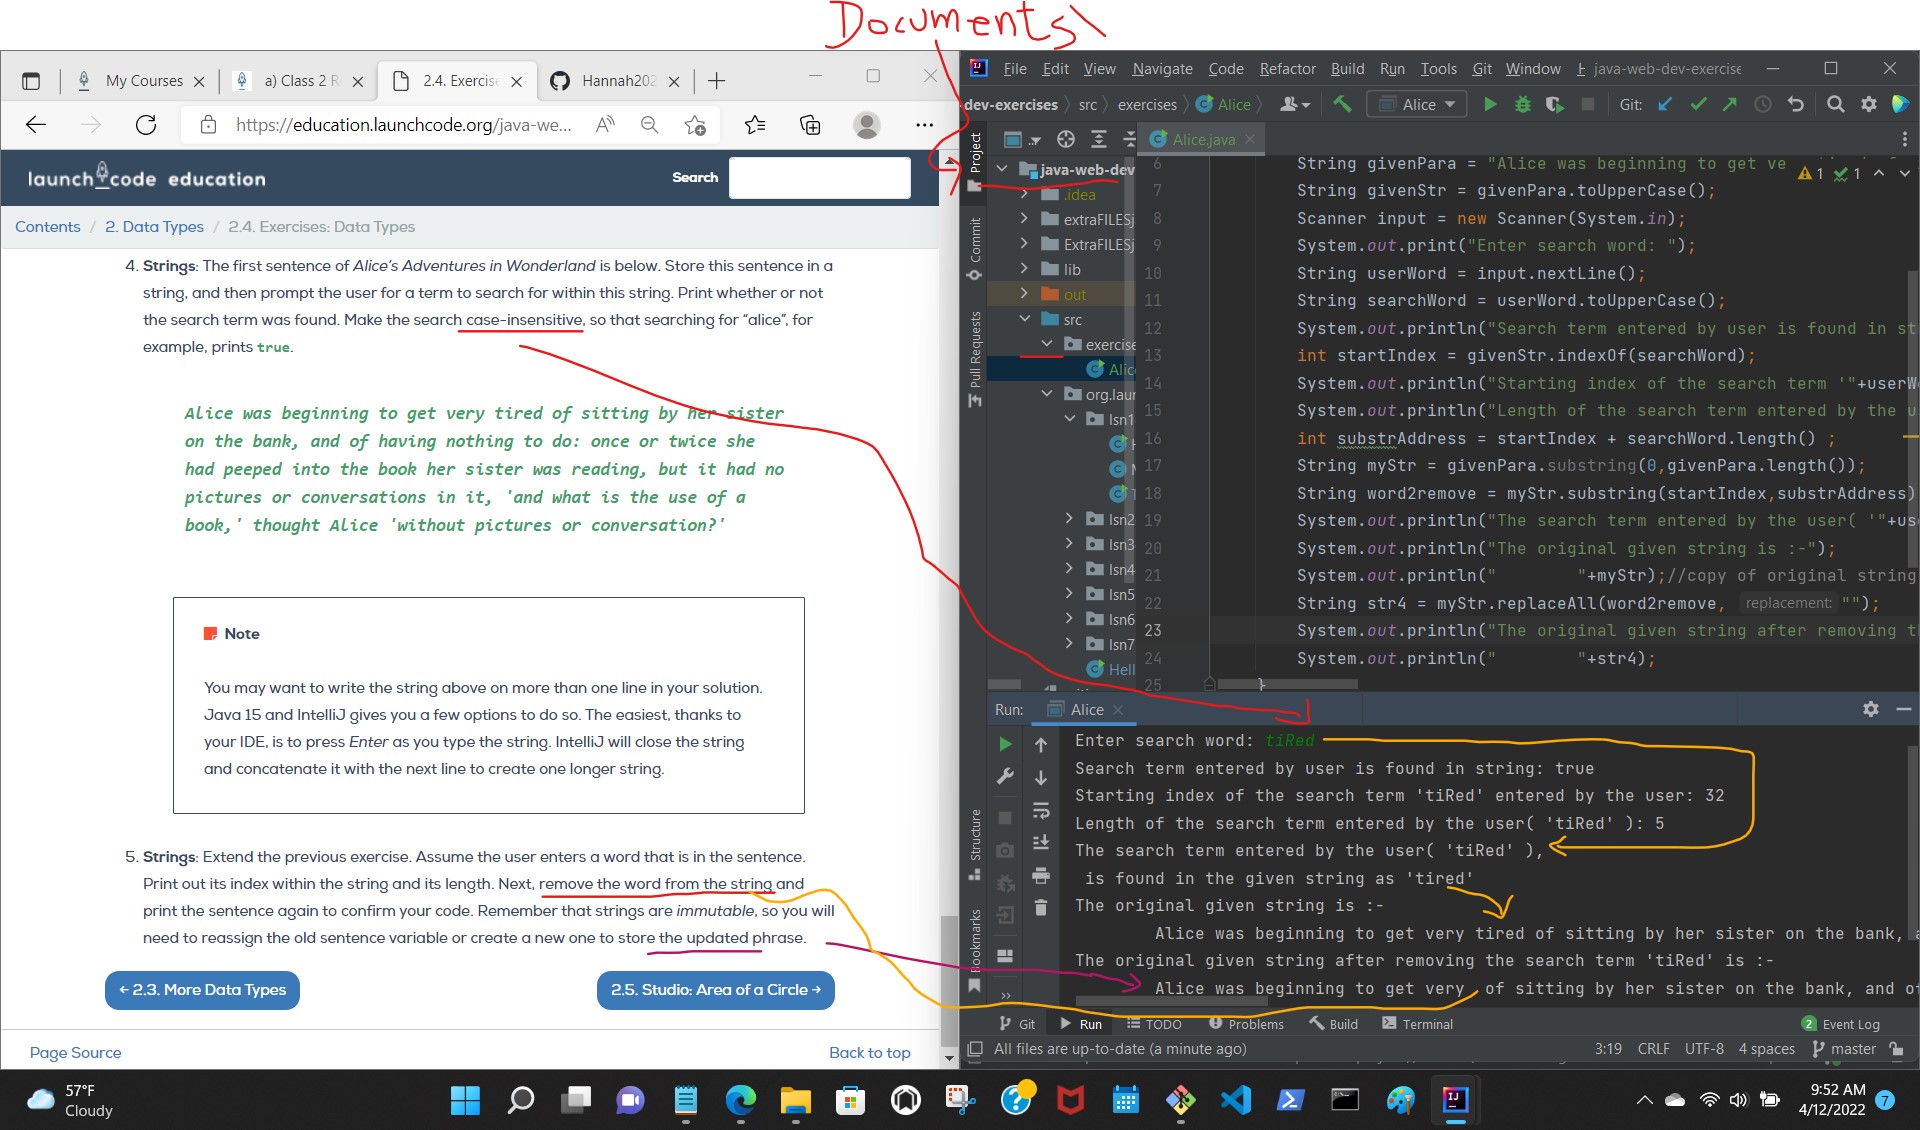 Documents\
My Courses
a) Class 2 R
2.4. Exercise
Hannah202
https://education.launchcode.org/java-we...
launch code education
Search
Contents / 2. Data Types / 2.4. Exercises: Data Types
4. Strings: The first sentence of Alice's Adventures in Wonderland is below. Store this sentence in a
string, and then prompt the user for a term to search for within this string. Print whether or not
the search term was found. Make the search case-insensitive, so that searching for “alice”, for
example, prints true.
Alice was beginning to get very tired of sitting by her sister
on the bank, and of having nothing to do: once or twice she
had peeped into the book her sister was reading, but it had no
pictures or conversations in it, 'and what is the use of a
book,' thought Alice 'without pictures or conversation?'
Note
You may want to write the string above on more than one line in your solution.
Java 15 and IntelliJ gives you a few options to do so. The easiest, thanks to
your IDE, is to press Enter as you type the string. IntelliJ will close the string
and concatenate it with the next line to create one longer string.
5. Strings: Extend the previous exercise. Assume the user enters a word that is in the sentence.
Print out its index within the string and its length. Next, remove the word from the string and
print the sentence again to confirm your code. Remember that strings are immutable, so you will
need to reassign the old sentence variable or create a new one to store the updated phrase.
← 2.3. More Data Types
2.5. Studio: Area of a Circle →
Page Source
Back to top
File Edit View Navigate Code Refactor Build Run Tools Git Window java-web-dev-exercise
-dev-exercises src exercises Alice
Alice
Git:
Project
Commit
Pull Requests
Structure
Bookmarks
java-web-dev
.idea
extraFILESj
ExtraFILESj
lib
out
src
exercise
Alic
org.laun
lsn1
lsn2
lsn3
lsn4
lsn5
lsn6
lsn7
Hell
Alice.java
1 1
6 String givenPara = "Alice was beginning to get ve
7 String givenStr = givenPara.toUpperCase();
8 Scanner input = new Scanner(System.in);
9 System.out.print("Enter search word: ");
10 String userWord = input.nextLine();
11 String searchWord = userWord.toUpperCase();
12 System.out.println("Search term entered by user is found in st
13 int startIndex = givenStr.indexOf(searchWord);
14 System.out.println("Starting index of the search term '"+userW
15 System.out.println("Length of the search term entered by the u
16 int substrAddress = startIndex + searchWord.length() ;
17 String myStr = givenPara.substring(0,givenPara.length());
18 String word2remove = myStr.substring(startIndex,substrAddress)
19 System.out.println("The search term entered by the user( '"+use
20 System.out.println("The original given string is :-");
21 System.out.println(" "+myStr);//copy of original string
22 String str4 = myStr.replaceAll(word2remove, replacement: "");
23 System.out.println("The original given string after removing th
24 System.out.println(" "+str4);
25 }
Run: Alice
Enter search word: tiRed
Search term entered by user is found in string: true
Starting index of the search term 'tiRed' entered by the user: 32
Length of the search term entered by the user( 'tiRed' ): 5
The search term entered by the user( 'tiRed' ),
is found in the given string as 'tired'
The original given string is :-
Alice was beginning to get very tired of sitting by her sister on the bank, a
The original given string after removing the search term 'tiRed' is :-
Alice was beginning to get very of sitting by her sister on the bank, and of
Git Run TODO Problems Build Terminal 2 Event Log
All files are up-to-date (a minute ago) 3:19 CRLF UTF-8 4 spaces master
57°F
Cloudy
9:52 AM
4/12/2022
7